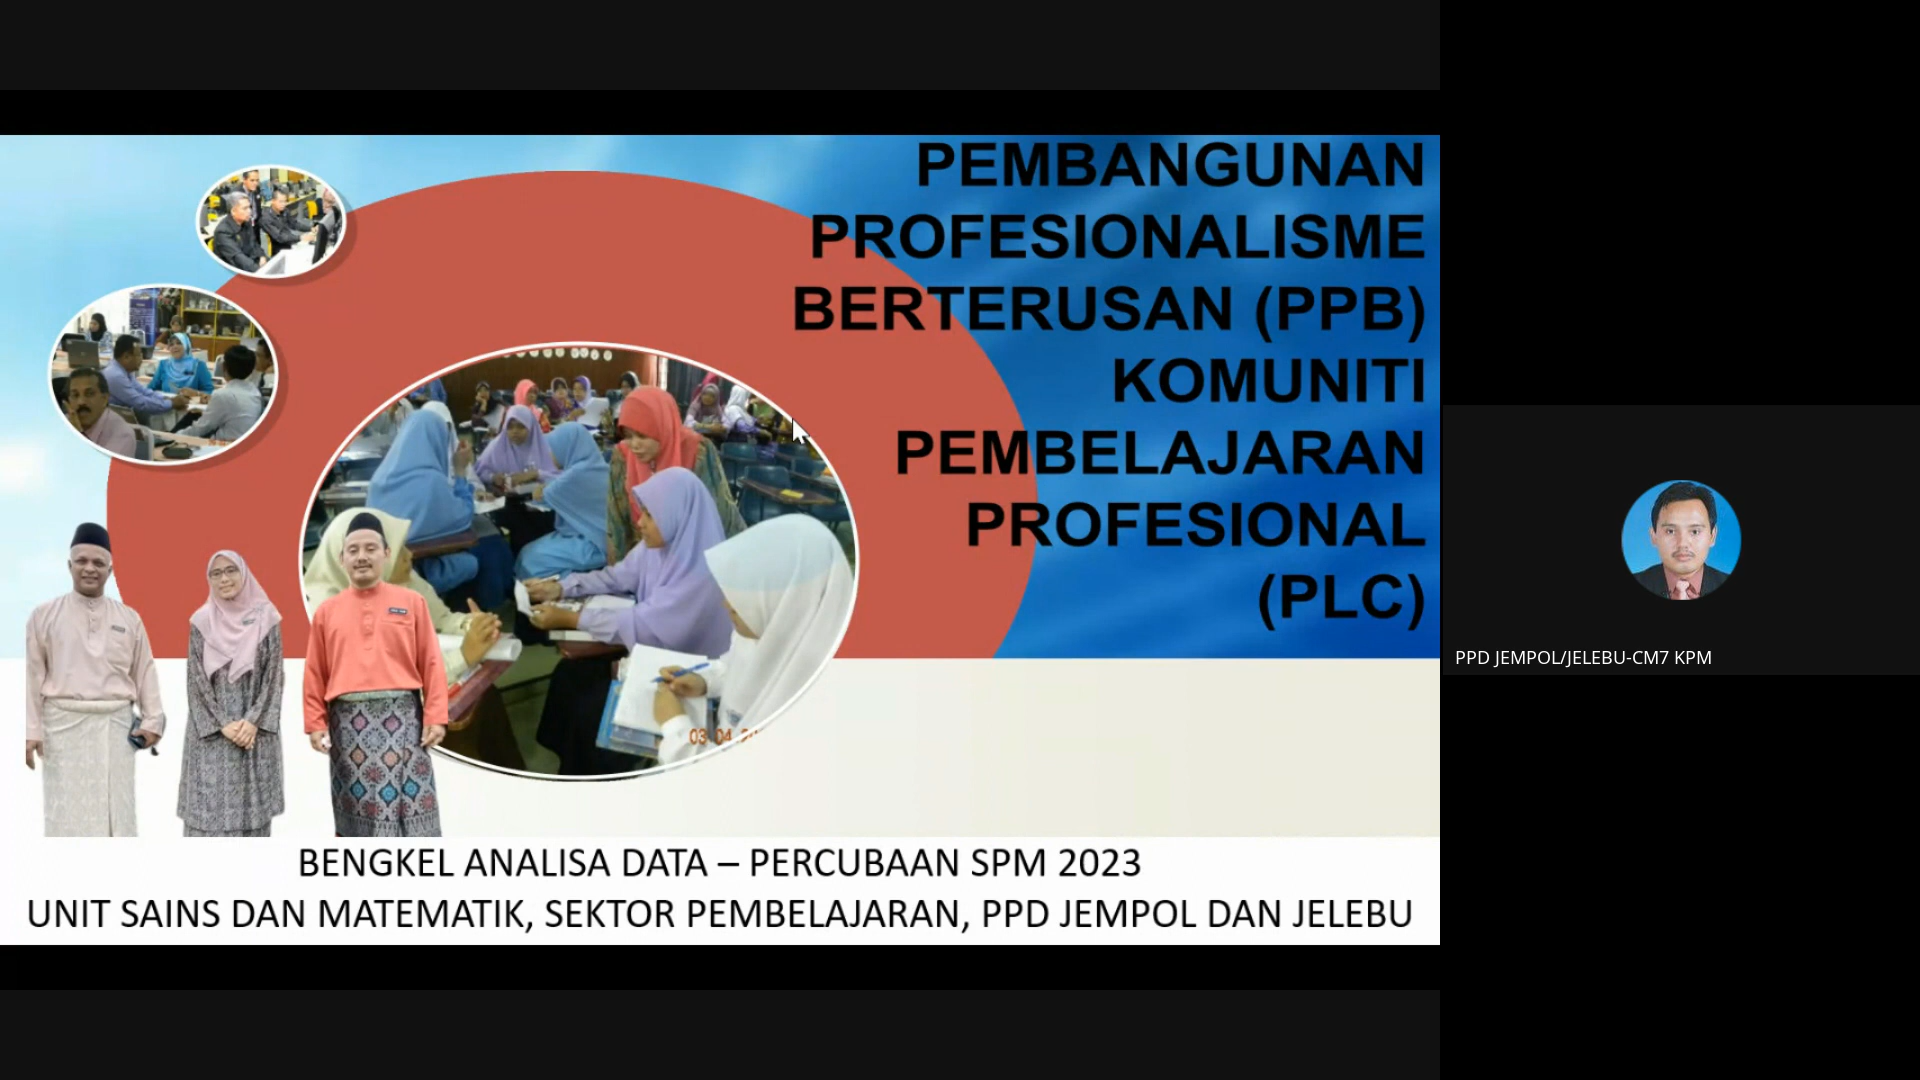 PEMBANGUNAN
PROFESIONALISME
BERTERUSAN (PPB)
KOMUNITI
PEMBELAJARAN
PROFESIONAL
(PLC)
BENGKEL ANALISA DATA – PERCUBAAN SPM 2023
UNIT SAINS DAN MATEMATIK, SEKTOR PEMBELAJARAN, PPD JEMPOL DAN JELEBU
PPD JEMPOL/JELEBU-CM7 KPM